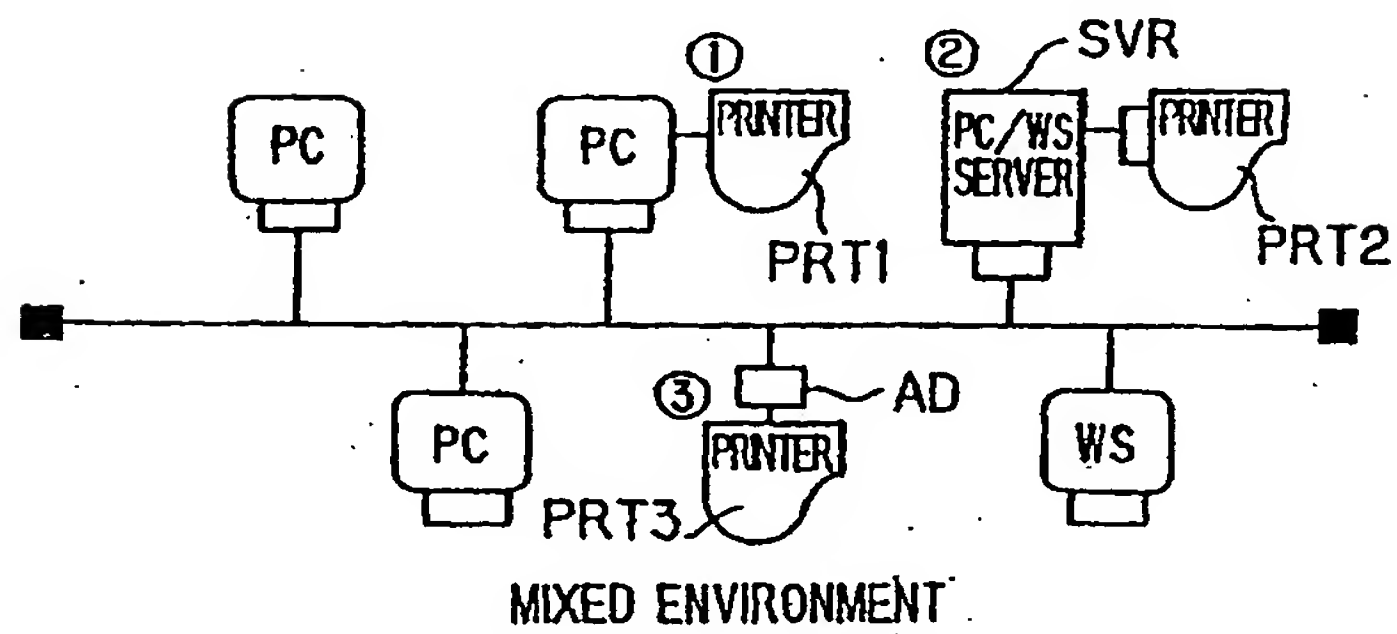 ① ② SVR
PC PC PRINTER PC/WS PRINTER
SERVER
PRT1 PRT2
③ AD
PC PRINTER WS
PRT3
MIXED ENVIRONMENT